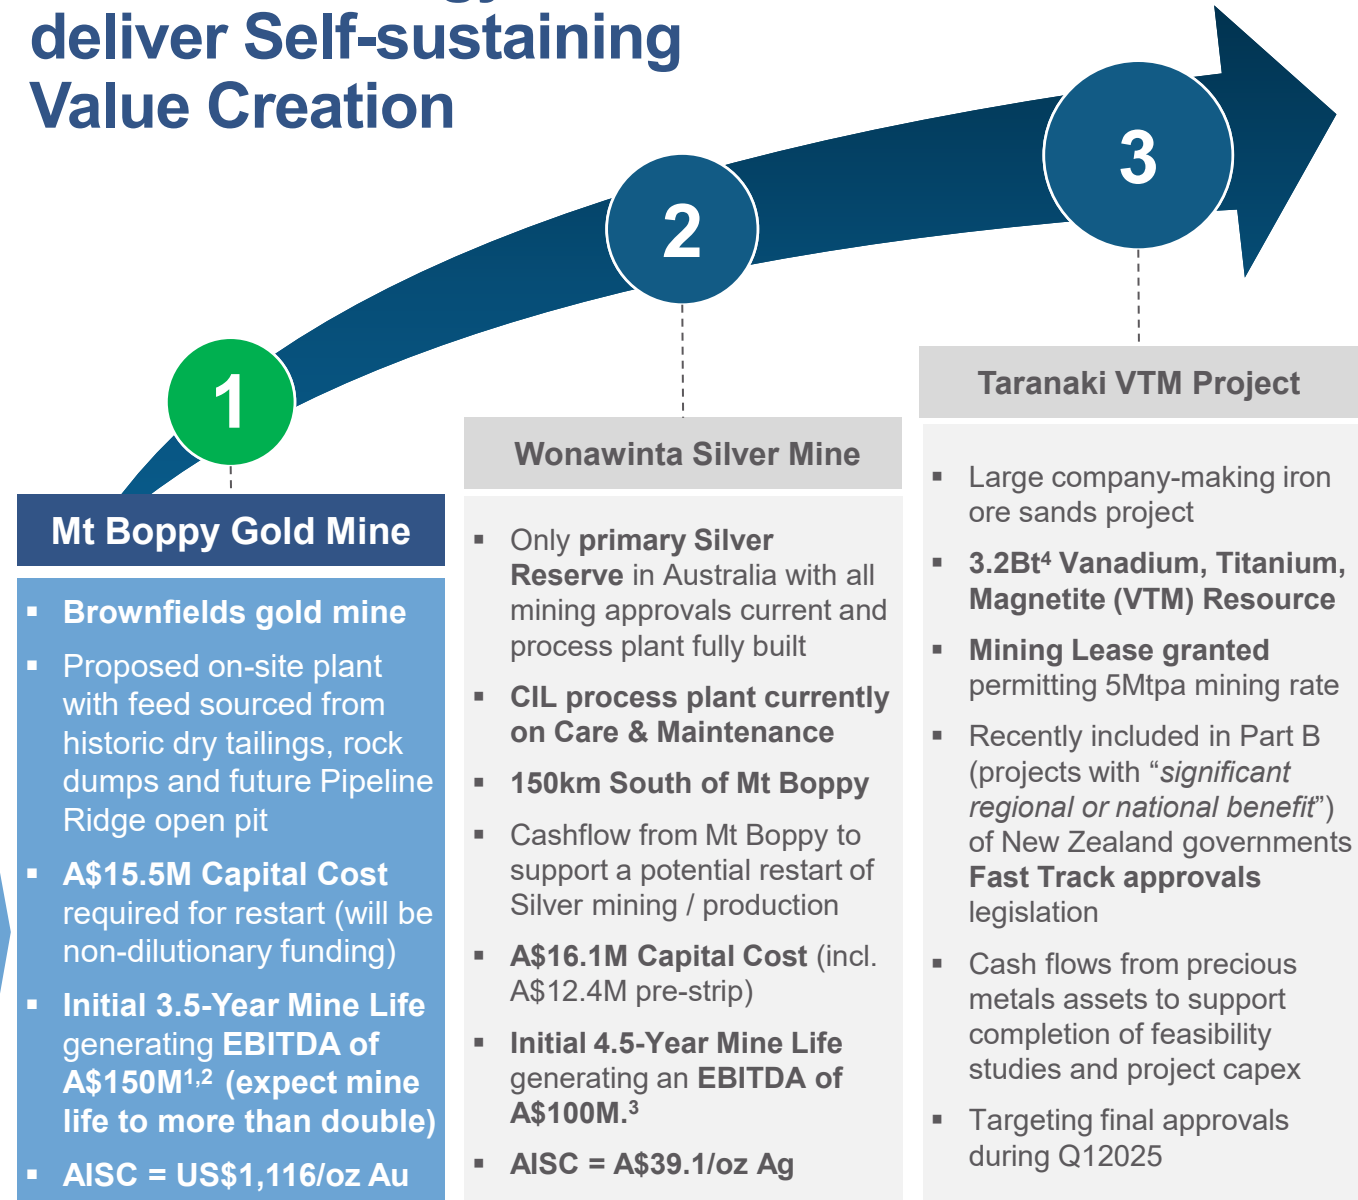 deliver Self-sustaining
Value Creation
1
2
3
Mt Boppy Gold Mine
▪ Brownfields gold mine
▪ Proposed on-site plant
with feed sourced from
historic dry tailings, rock
dumps and future Pipeline
Ridge open pit
▪ A$15.5M Capital Cost
required for restart (will be
non-dilutionary funding)
▪ Initial 3.5-Year Mine Life
generating EBITDA of
A$150M¹,² (expect mine
life to more than double)
▪ AISC = US$1,116/oz Au
Wonawinta Silver Mine
▪ Only primary Silver
Reserve in Australia with all
mining approvals current and
process plant fully built
▪ CIL process plant currently
on Care & Maintenance
▪ 150km South of Mt Boppy
▪ Cashflow from Mt Boppy to
support a potential restart of
Silver mining / production
▪ A$16.1M Capital Cost (incl.
A$12.4M pre-strip)
▪ Initial 4.5-Year Mine Life
generating an EBITDA of
A$100M.³
▪ AISC = A$39.1/oz Ag
Taranaki VTM Project
▪ Large company-making iron
ore sands project
▪ 3.2Bt⁴ Vanadium, Titanium,
Magnetite (VTM) Resource
▪ Mining Lease granted
permitting 5Mtpa mining rate
▪ Recently included in Part B
(projects with “significant
regional or national benefit”)
of New Zealand governments
Fast Track approvals
legislation
▪ Cash flows from precious
metals assets to support
completion of feasibility
studies and project capex
▪ Targeting final approvals
during Q12025